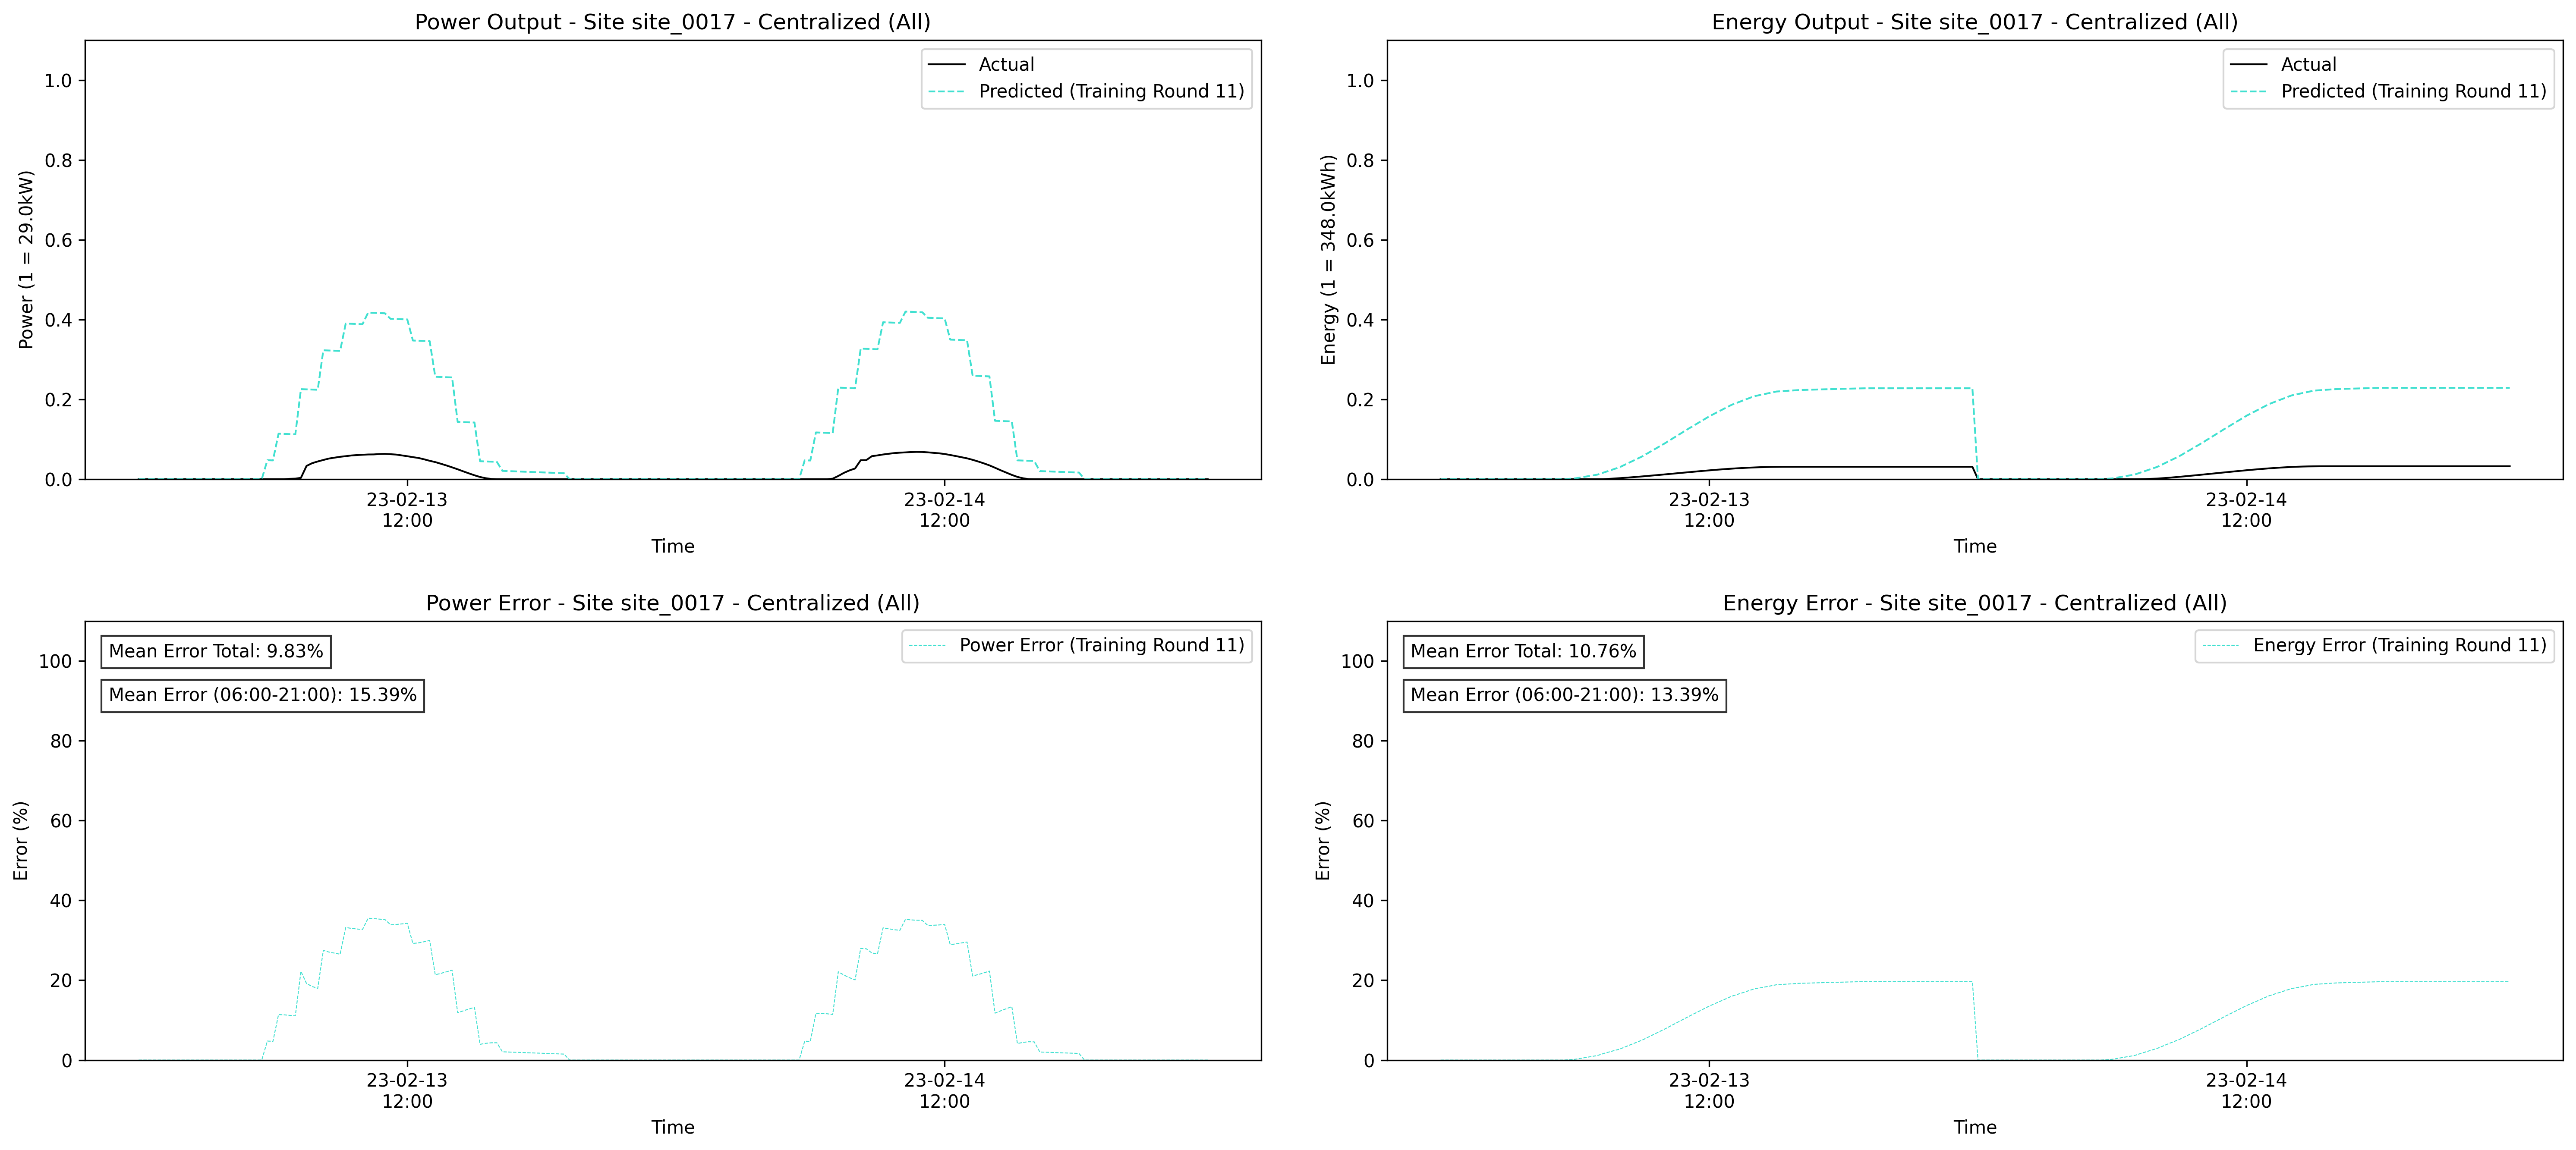 Power Output - Site site_0017 - Centralized (All)
Actual
Predicted (Training Round 11)
1.0
0.8
0.6
0.4
0.2
0.0
Power (1 = 29.0kW)
23-02-13
12:00
23-02-14
12:00
Time
Energy Output - Site site_0017 - Centralized (All)
Actual
Predicted (Training Round 11)
1.0
0.8
0.6
0.4
0.2
0.0
Energy (1 = 348.0kWh)
23-02-13
12:00
23-02-14
12:00
Time
Power Error - Site site_0017 - Centralized (All)
Mean Error Total: 9.83%
Mean Error (06:00-21:00): 15.39%
Power Error (Training Round 11)
100
80
60
40
20
0
Error (%)
23-02-13
12:00
23-02-14
12:00
Time
Energy Error - Site site_0017 - Centralized (All)
Mean Error Total: 10.76%
Mean Error (06:00-21:00): 13.39%
Energy Error (Training Round 11)
100
80
60
40
20
0
Error (%)
23-02-13
12:00
23-02-14
12:00
Time